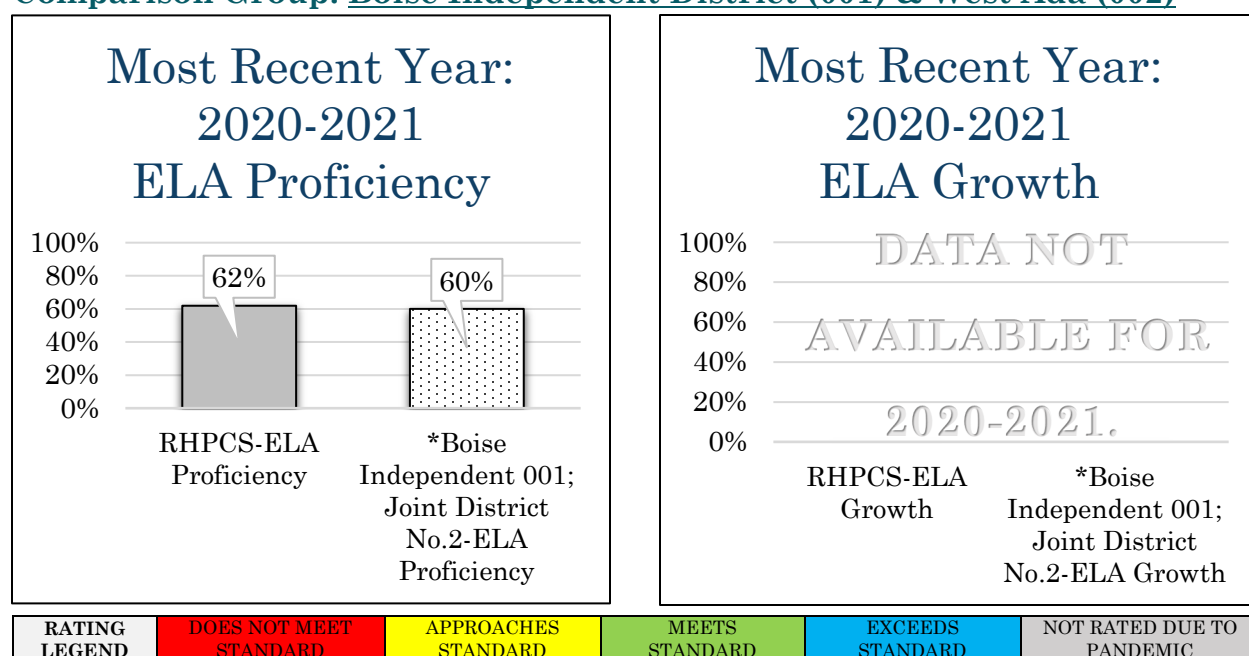 Comparison Group: Boise Independent District (001) & West Ada (002)
Most Recent Year:
2020-2021
ELA Proficiency
100%
80%
60%
40%
20%
0%
62%
60%
RHPCS-ELA
Proficiency
*Boise
Independent 001;
Joint District
No.2-ELA
Proficiency
Most Recent Year:
2020-2021
ELA Growth
100%
80%
60%
40%
20%
0%
DATA NOT
AVAILABLE FOR
2020-2021.
RHPCS-ELA
Growth
*Boise
Independent 001;
Joint District
No.2-ELA Growth
RATING
LEGEND
DOES NOT MEET
STANDARD
APPROACHES
STANDARD
MEETS
STANDARD
EXCEEDS
STANDARD
NOT RATED DUE TO
PANDEMIC